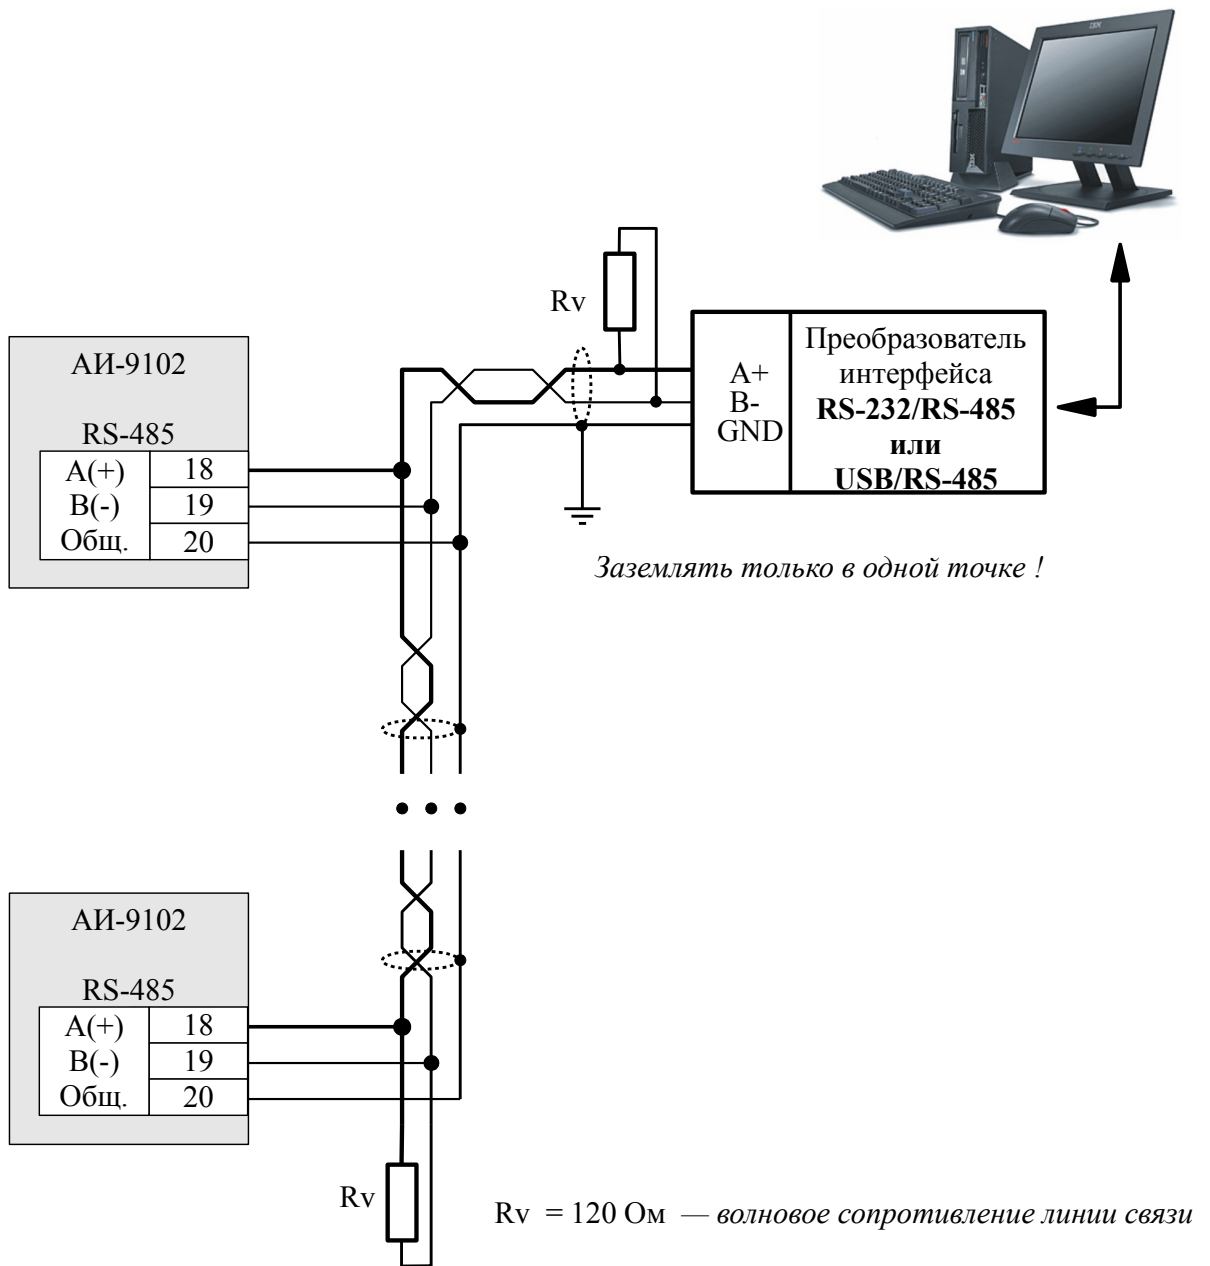 IBM
IBM
Rv
Преобразователь
интерфейса
RS-232/RS-485
или
USB/RS-485
A+
B-
GND
АИ-9102
RS-485
A(+) 18
B(-) 19
Общ. 20
Заземлять только в одной точке !
АИ-9102
RS-485
A(+) 18
B(-) 19
Общ. 20
Rv
Rv = 120 Ом — волновое сопротивление линии связи